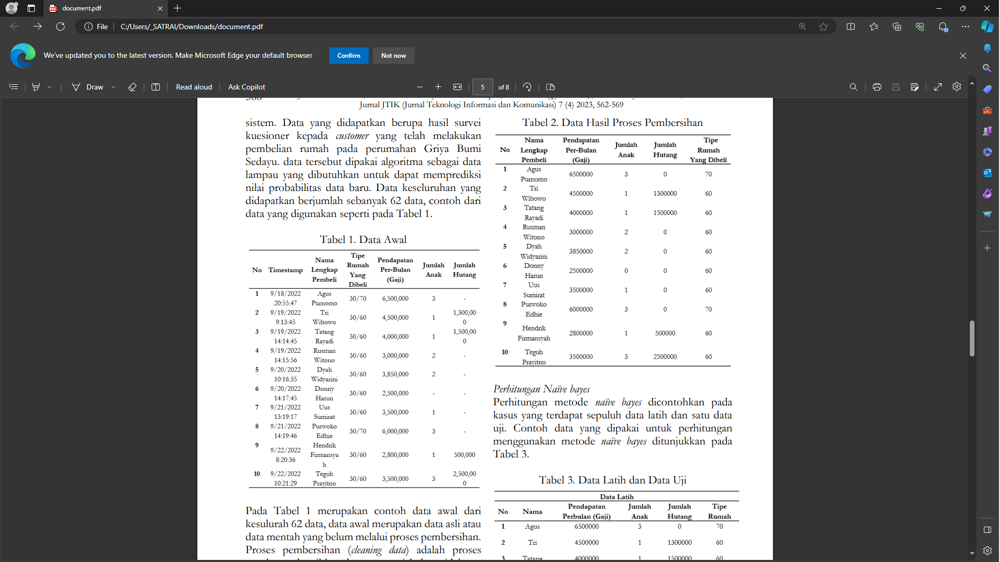 document.pdf
File
C:/Users/_SATRAI/Downloads/document.pdf
We've updated you to the latest version. Make Microsoft Edge your default browser
Confirm
Not now
Draw
Read aloud
Ask Copilot
5
of 8
Jurnal JTIK (Jurnal Teknologi Informasi dan Komunikasi) 7 (4) 2023, 562-569
sistem. Data yang didapatkan berupa hasil survei
kuesioner kepada customer yang telah melakukan
pembelian rumah pada perumahan Griya Bumi
Sedayu. data tersebut dipakai algoritma sebagai data
lampau yang dibutuhkan untuk dapat memprediksi
nilai probabilitas data baru. Data keseluruhan yang
didapatkan berjumlah sebanyak 62 data, contoh dari
data yang digunakan seperti pada Tabel 1.
Tabel 1. Data Awal
No Timestamp Nama Lengkap Pembeli Tipe Rumah Yang Dibeli Pendapatan Per-Bulan (Gaji) Jumlah Anak Jumlah Hutang
1 9/18/2022 20:55:47 Agus Purnomo 30/70 6,500,000 3 -
2 9/19/2022 9:13:45 Tri Wibowo 30/60 4,500,000 1 1,300,00 0
3 9/19/2022 14:14:45 Tatang Rayadi 30/60 4,000,000 1 1,500,00 0
4 9/19/2022 14:15:56 Rusman Witono 30/60 3,000,000 2 -
5 9/20/2022 10:16:35 Dyah Widyarini 30/60 3,850,000 2 -
6 9/20/2022 14:17:45 Donny Harun 30/60 2,500,000 - -
7 9/21/2022 13:19:17 Uus Sumirat 30/60 3,500,000 1 -
8 9/21/2022 14:19:46 Purwoko Edhie 30/70 6,000,000 3 -
9 9/22/2022 8:20:36 Hendrik Firmansya h 30/60 2,800,000 1 500,000
10 9/22/2022 10:21:29 Teguh Prayitno 30/60 3,500,000 3 2,500,00 0
Pada Tabel 1 merupakan contoh data awal dari
kesulurah 62 data, data awal merupakan data asli atau
data mentah yang belum melalui proses pembersihan.
Proses pembersihan (cleaning data) adalah proses
Tabel 2. Data Hasil Proses Pembersihan
No Nama Lengkap Pembeli Pendapatan Per-Bulan (Gaji) Jumlah Anak Jumlah Hutang Tipe Rumah Yang Dibeli
1 Agus Purnomo 6500000 3 0 70
2 Tri Wibowo 4500000 1 1300000 60
3 Tatang Rayadi 4000000 1 1500000 60
4 Rusman Witono 3000000 2 0 60
5 Dyah Widyarini 3850000 2 0 60
6 Donny Harun 2500000 0 0 60
7 Uus Sumirat 3500000 1 0 60
8 Purwoko Edhie 6000000 3 0 70
9 Hendrik Firmansyah 2800000 1 500000 60
10 Teguh Prayitno 3500000 3 2500000 60
Perhitungan Naïve bayes
Perhitungan metode naïve bayes dicontohkan pada
kasus yang terdapat sepuluh data latih dan satu data
uji. Contoh data yang dipakai untuk perhitungan
menggunakan metode naïve bayes ditunjukkan pada
Tabel 3.
Tabel 3. Data Latih dan Data Uji
Data Latih
No Nama Pendapatan Perbulan (Gaji) Jumlah Anak Jumlah Hutang Tipe Rumah
1 Agus 6500000 3 0 70
2 Tri 4500000 1 1300000 60
3 Tatang 4000000 1 1500000 60